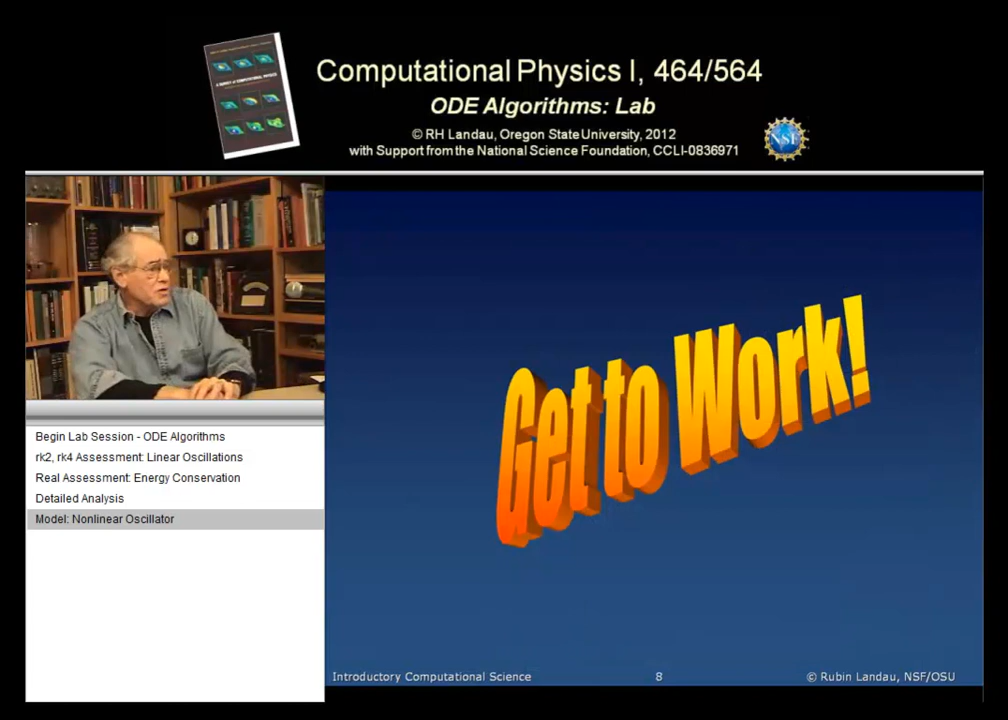 Computational Physics I, 464/564
ODE Algorithms: Lab
© RH Landau, Oregon State University, 2012
with Support from the National Science Foundation, CCLI-0836971
NSF
Get to Work!
Begin Lab Session - ODE Algorithms
rk2, rk4 Assessment: Linear Oscillations
Real Assessment: Energy Conservation
Detailed Analysis
Model: Nonlinear Oscillator
Introductory Computational Science
8
© Rubin Landau, NSF/OSU